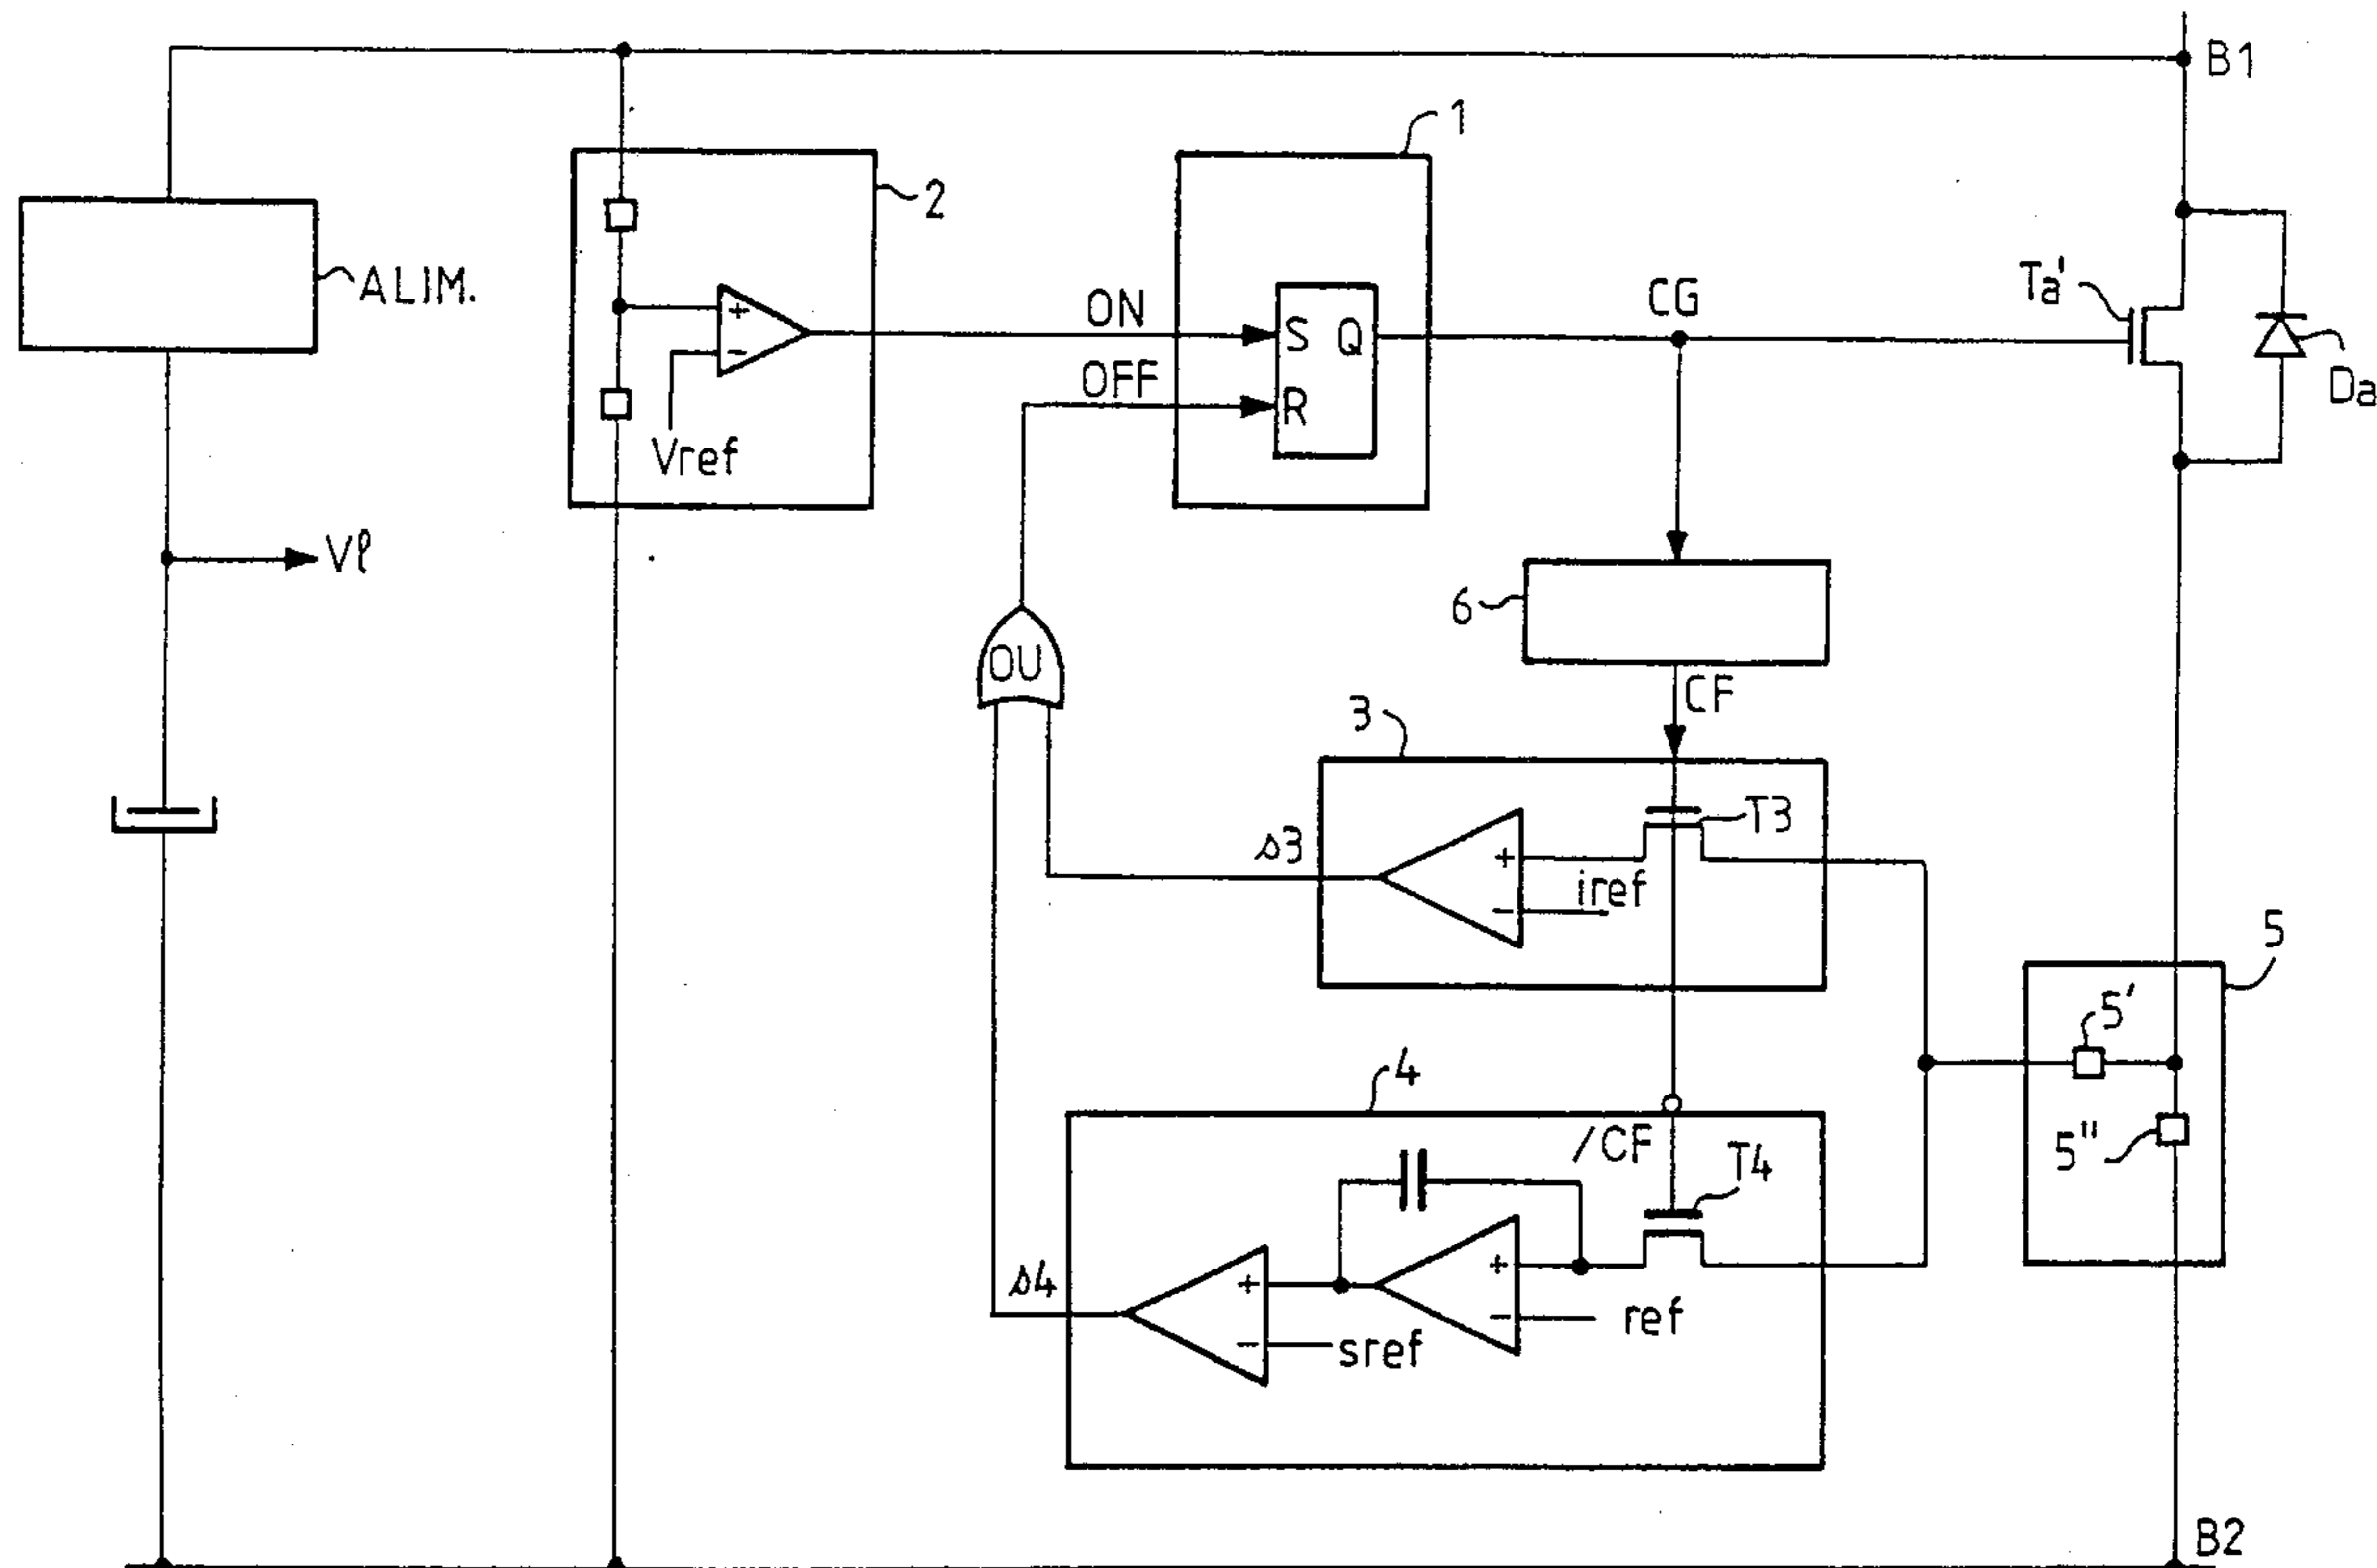 B1
1
2
ALIM.
Ta'
CG
ON
+
S Q
-
OFF
Da
R
Vref
Vℓ
6
OU
CF
3
T3
s3
+
iref
-
5
5'
4
/CF
T4
5"
+
s4
+
ref
-
sref
-
B2